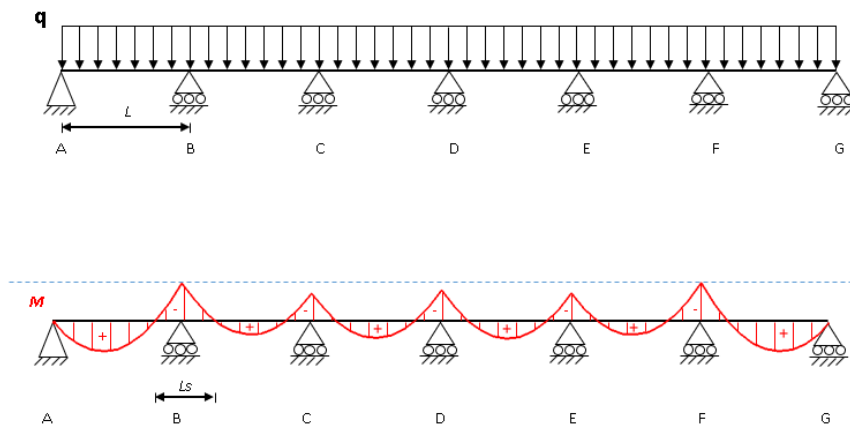 q
L
A B C D E F G
M
+ - + - + - + - + - +
Ls
A B C D E F G